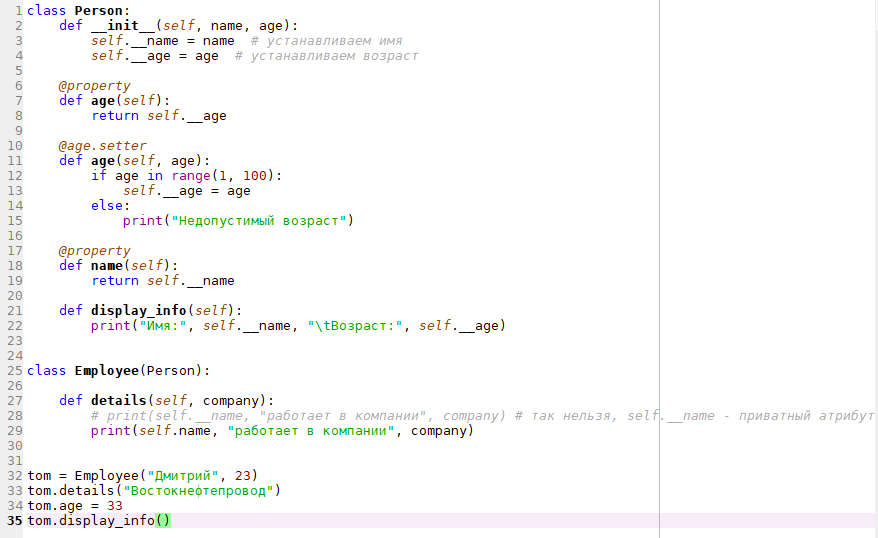 1 class Person:
2     def __init__(self, name, age):
3         self.__name = name  # устанавливаем имя
4         self.__age = age  # устанавливаем возраст
5
6     @property
7     def age(self):
8         return self.__age
9
10     @age.setter
11     def age(self, age):
12         if age in range(1, 100):
13             self.__age = age
14         else:
15             print("Недопустимый возраст")
16
17     @property
18     def name(self):
19         return self.__name
20
21     def display_info(self):
22         print("Имя:", self.__name, "\tВозраст:", self.__age)
23
24
25 class Employee(Person):
26
27     def details(self, company):
28         # print(self.__name, "работает в компании", company) # так нельзя, self.__name - приватный атрибут
29         print(self.name, "работает в компании", company)
30
31
32 tom = Employee("Дмитрий", 23)
33 tom.details("Востокнефтепровод")
34 tom.age = 33
35 tom.display_info()